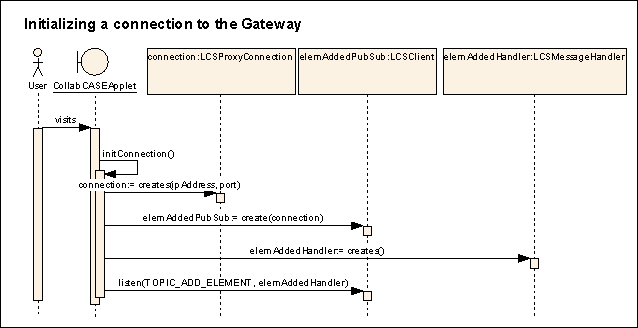 Initializing a connection to the Gateway
connection:LCSProxyConnection
elemAddedPubSub:LCSClient
elemAddedHandler:LCSMessageHandler
User
CollabCASEApplet
visits
initConnection()
connection:= creates(ipAddress,port)
elemAddedPubSub = create(connection)
elemAddedHandler:= creates()
listen(TOPIC_ADD_ELEMENT, elemAddedHandler)